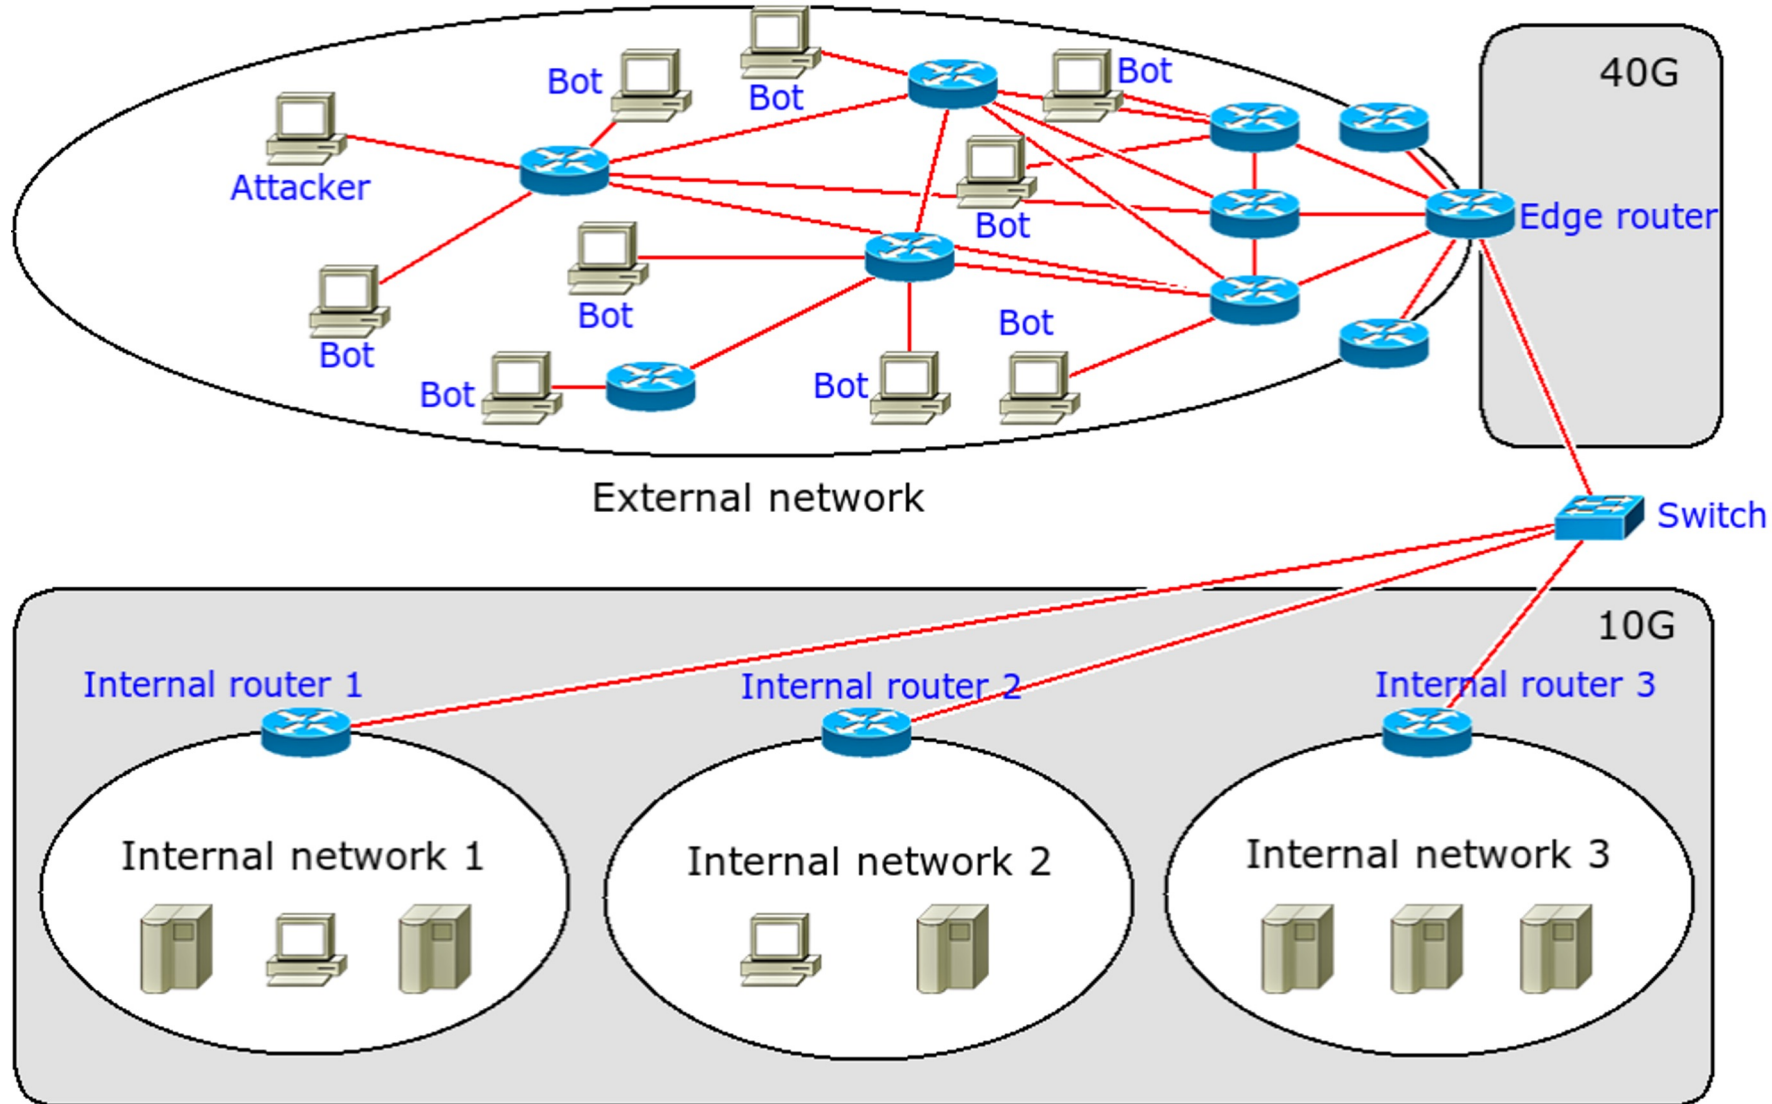 Bot
Bot
Bot
40G
Attacker
Bot
Edge router
Bot
Bot
Bot
Bot
Bot
External network
Switch
10G
Internal router 1
Internal router 2
Internal router 3
Internal network 1
Internal network 2
Internal network 3